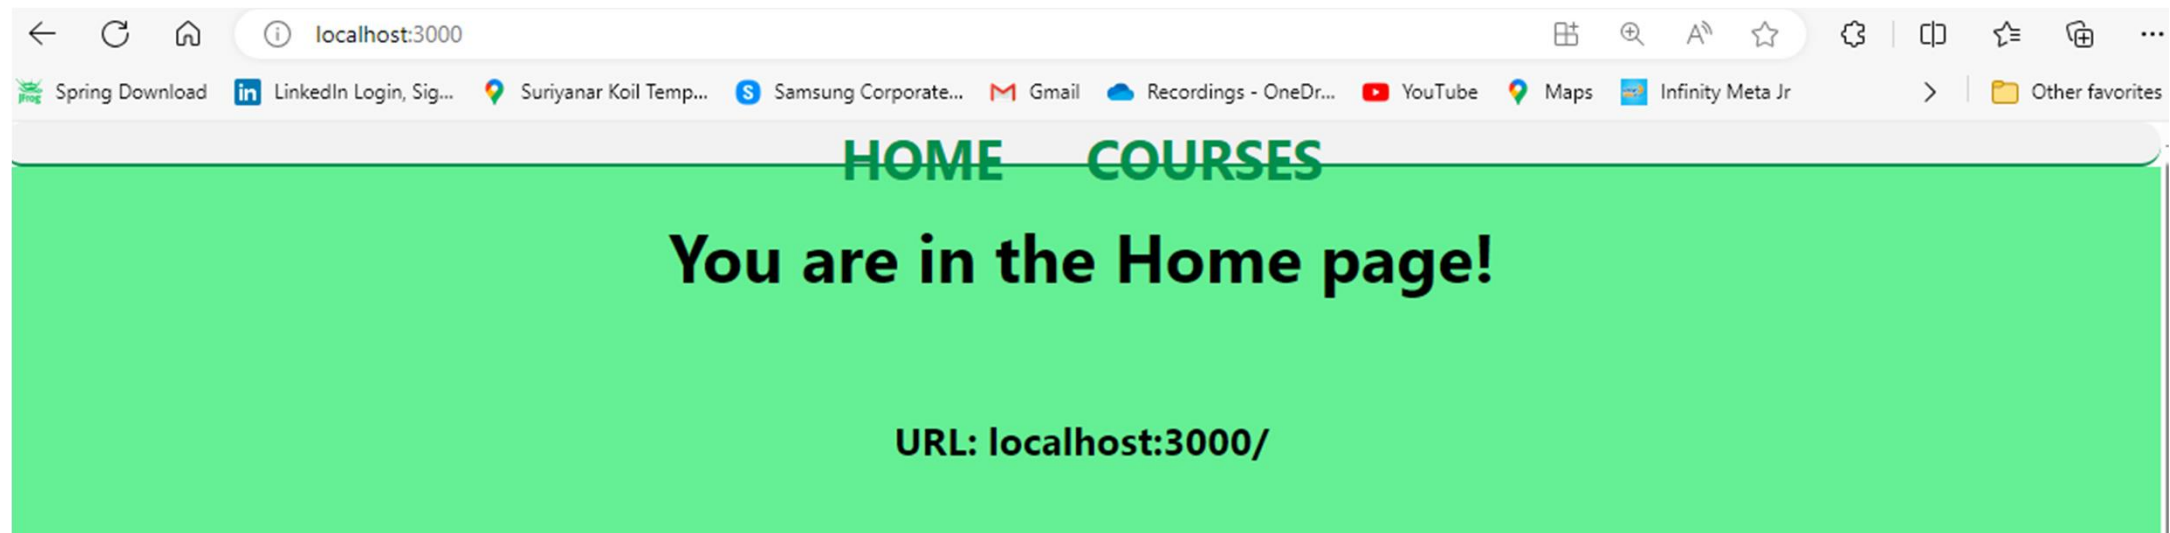 localhost:3000
Spring Download LinkedIn Login, Sig... Suriyanar Koil Temp... Samsung Corporate... Gmail Recordings - OneDr... YouTube Maps Infinity Meta Jr Other favorites
HOME COURSES
You are in the Home page!
URL: localhost:3000/